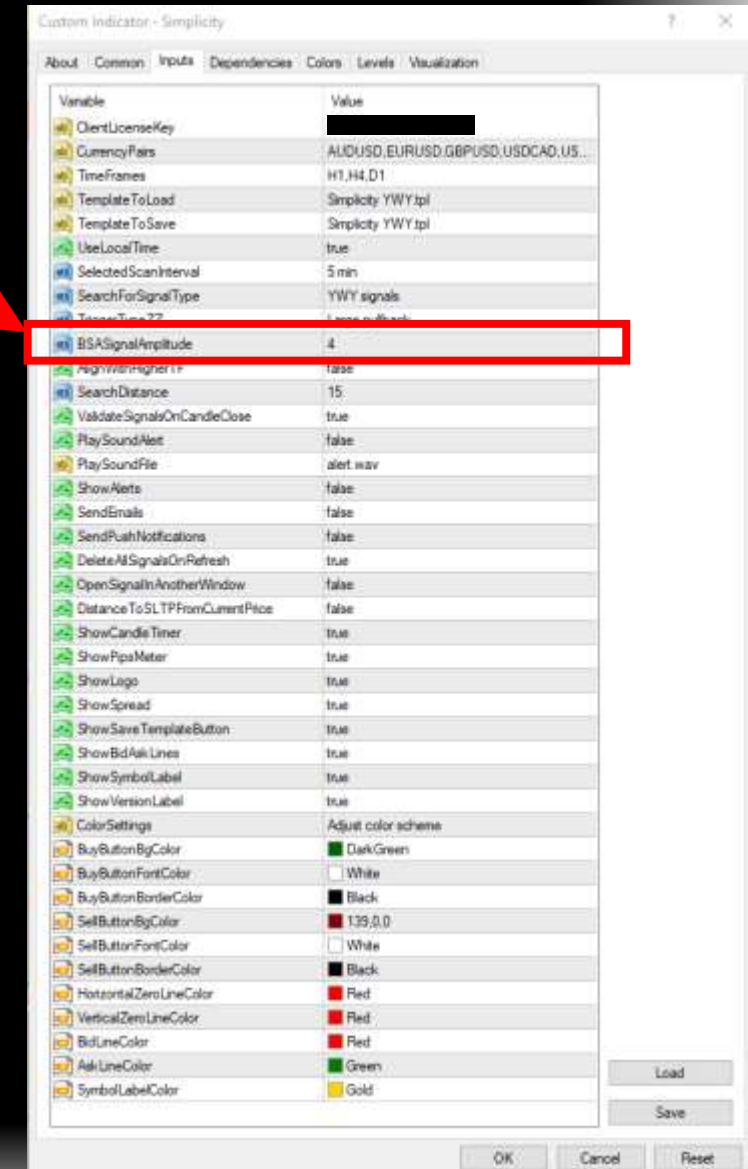 Custom Indicator - Simplicity ? ×
About Common Inputs Dependencies Colors Levels Visualization
Variable Value
ClientLicenseKey
CurrencyPairs AUDUSD,EURUSD,GBPUSD,USDCAD,US...
TimeFrames H1,H4,D1
TemplateToLoad Simplicity YWY.tpl
TemplateToSave Simplicity YWY.tpl
UseLocalTime true
SelectedScanInterval 5 min
SearchForSignalType YWY signals
TriggerTypeZZ Large pullback
BSASignalAmplitude 4
AlignWithHigherTF false
SearchDistance 15
ValidateSignalsOnCandleClose true
PlaySoundAlert false
PlaySoundFile alert.wav
ShowAlerts false
SendEmails false
SendPushNotifications false
DeleteAllSignalsOnRefresh true
OpenSignalInAnotherWindow false
DistanceToSLTPFromCurrentPrice false
ShowCandleTimer true
ShowPipsMeter true
ShowLogo true
ShowSpread true
ShowSaveTemplateButton true
ShowBidAskLines true
ShowSymbolLabel true
ShowVersionLabel true
ColorSettings Adjust color scheme
BuyButtonBgColor DarkGreen
BuyButtonFontColor White
BuyButtonBorderColor Black
SellButtonBgColor 139,0,0
SellButtonFontColor White
SellButtonBorderColor Black
HorizontalZeroLineColor Red
VerticalZeroLineColor Red
BidLineColor Red
AskLineColor Green
SymbolLabelColor Gold
Load
Save
OK Cancel Reset